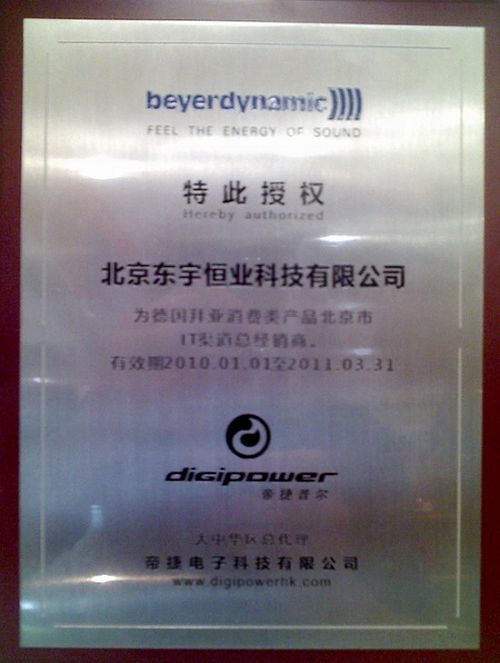 beyerdynamic))))
FEEL THE ENERGY OF SOUND
特此授权
Hereby authorized
北京东宇恒业科技有限公司
为德国拜亚消费类产品北京市
IT渠道总经销商。
有效期2010.01.01至2011.03.31
digipower
帝捷普尔
大中华区总代理
帝捷电子科技有限公司
www.digipowerhk.com